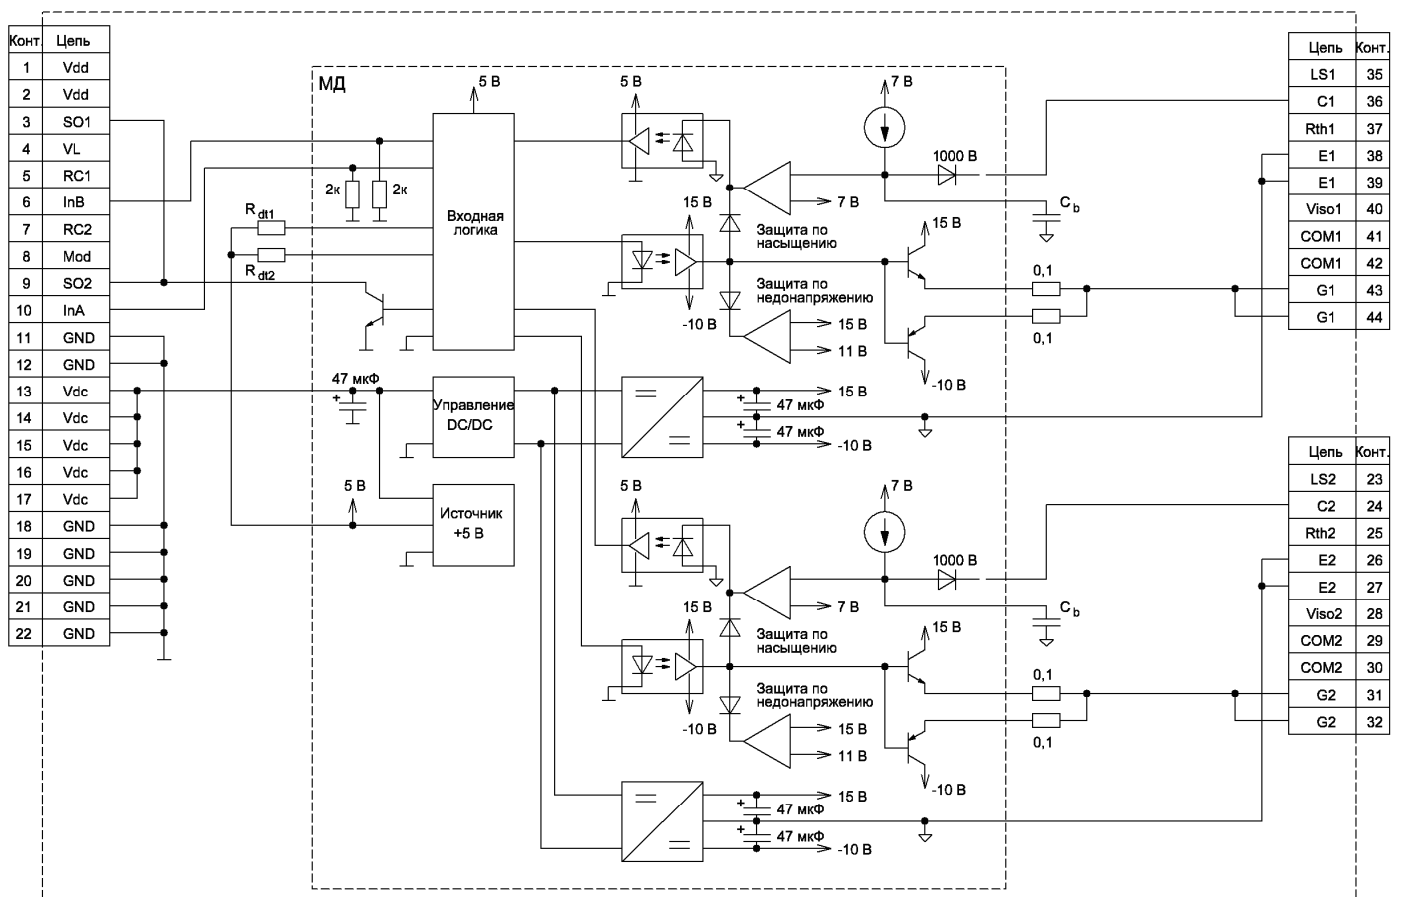 Конт. Цепь
1 Vdd
2 Vdd
3 SO1
4 VL
5 RC1
6 InB
7 RC2
8 Mod
9 SO2
10 InA
11 GND
12 GND
13 Vdc
14 Vdc
15 Vdc
16 Vdc
17 Vdc
18 GND
19 GND
20 GND
21 GND
22 GND
МД
5 В
2к
2к
R dt1
R dt2
Входная
логика
47 мкФ
+
Управление
DC/DC
5 В
Источник
+5 В
5 В
7 В
1000 В
7 В
C b
15 В
Защита по
насыщению
15 В
0,1
-10 В
Защита по
недонапряжению
15 В
11 В
0,1
-10 В
15 В
+
47 мкФ
+
47 мкФ
-10 В
5 В
7 В
1000 В
7 В
C b
15 В
Защита по
насыщению
15 В
0,1
-10 В
Защита по
недонапряжению
15 В
11 В
0,1
-10 В
15 В
+
47 мкФ
+
47 мкФ
-10 В
Цепь Конт.
LS1 35
C1 36
Rth1 37
E1 38
E1 39
Viso1 40
COM1 41
COM1 42
G1 43
G1 44
Цепь Конт.
LS2 23
C2 24
Rth2 25
E2 26
E2 27
Viso2 28
COM2 29
COM2 30
G2 31
G2 32